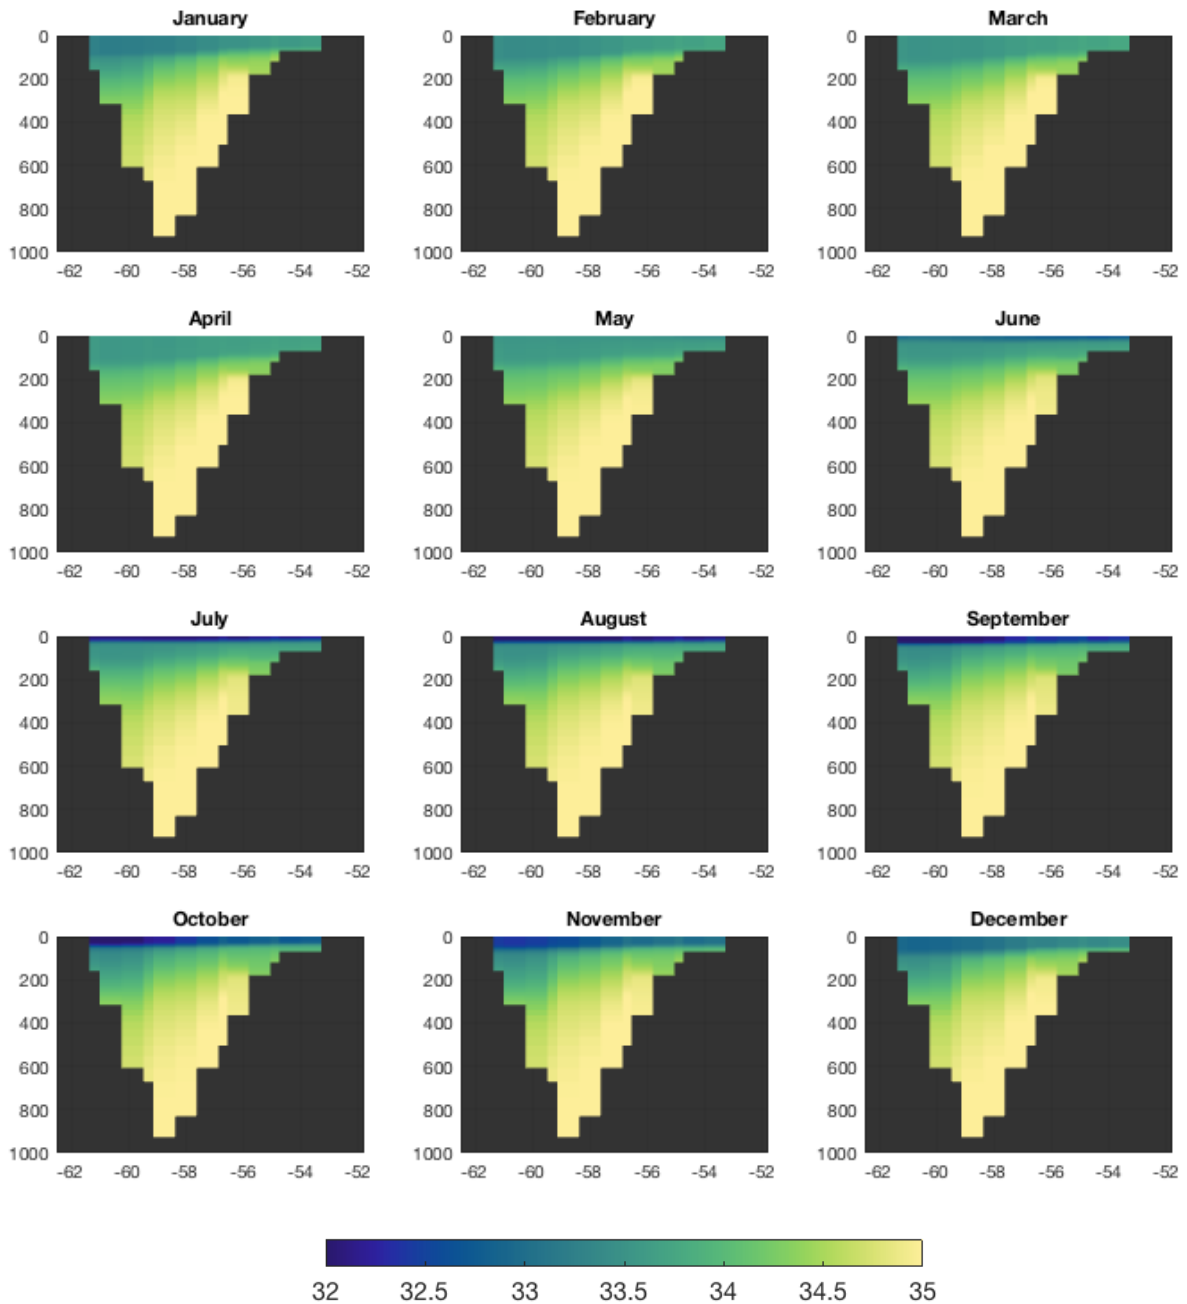 January February March
0 0 0
200 200 200
400 400 400
600 600 600
800 800 800
1000 1000 1000
-62 -60 -58 -56 -54 -52 -62 -60 -58 -56 -54 -52 -62 -60 -58 -56 -54 -52
April May June
0 0 0
200 200 200
400 400 400
600 600 600
800 800 800
1000 1000 1000
-62 -60 -58 -56 -54 -52 -62 -60 -58 -56 -54 -52 -62 -60 -58 -56 -54 -52
July August September
0 0 0
200 200 200
400 400 400
600 600 600
800 800 800
1000 1000 1000
-62 -60 -58 -56 -54 -52 -62 -60 -58 -56 -54 -52 -62 -60 -58 -56 -54 -52
October November December
0 0 0
200 200 200
400 400 400
600 600 600
800 800 800
1000 1000 1000
-62 -60 -58 -56 -54 -52 -62 -60 -58 -56 -54 -52 -62 -60 -58 -56 -54 -52
32 32.5 33 33.5 34 34.5 35